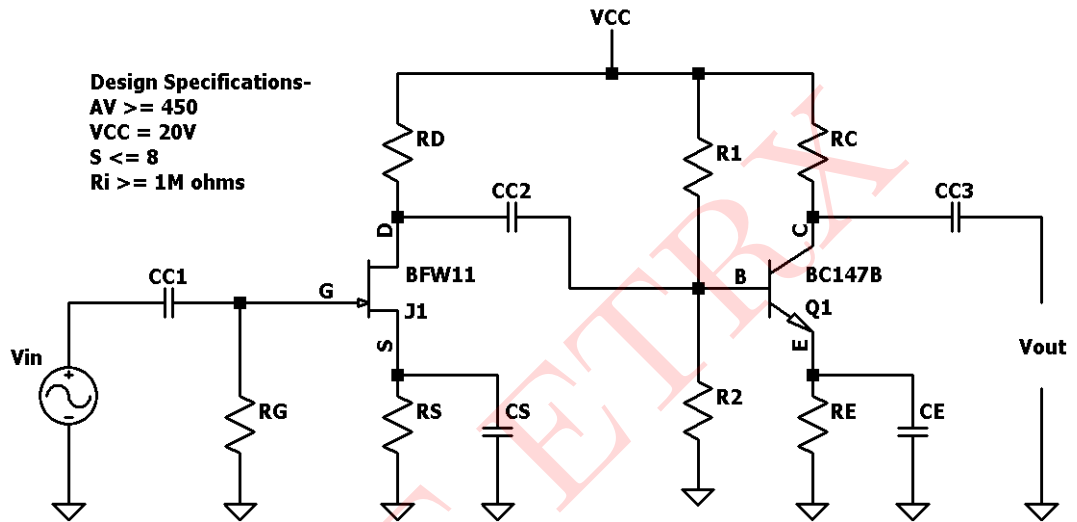 VCC
Design Specifications-
AV >= 450
VCC = 20V
S <= 8
Ri >= 1M ohms
RD
R1
RC
CC2
CC3
D
C
BFW11
B
BC147B
CC1
G
J1
Q1
S
E
Vin
Vout
RG
RS
CS
R2
RE
CE
ETRX